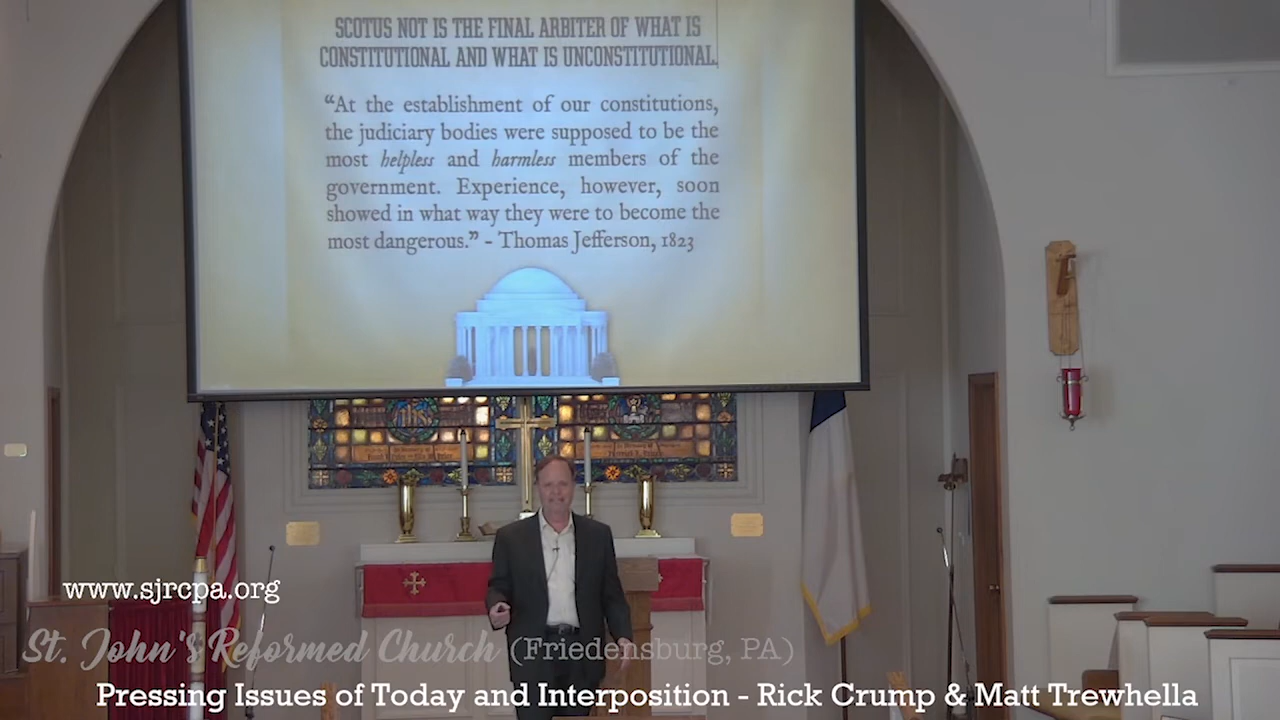 SCOTUS NOT IS THE FINAL ARBITER OF WHAT IS
CONSTITUTIONAL AND WHAT IS UNCONSTITUTIONAL.
“At the establishment of our constitutions,
the judiciary bodies were supposed to be the
most helpless and harmless members of the
government. Experience, however, soon
showed in what way they were to become the
most dangerous.” - Thomas Jefferson, 1823
www.sjrcpa.org
St. John's Reformed Church (Friedensburg, PA)
Pressing Issues of Today and Interposition - Rick Crump & Matt Trewhella